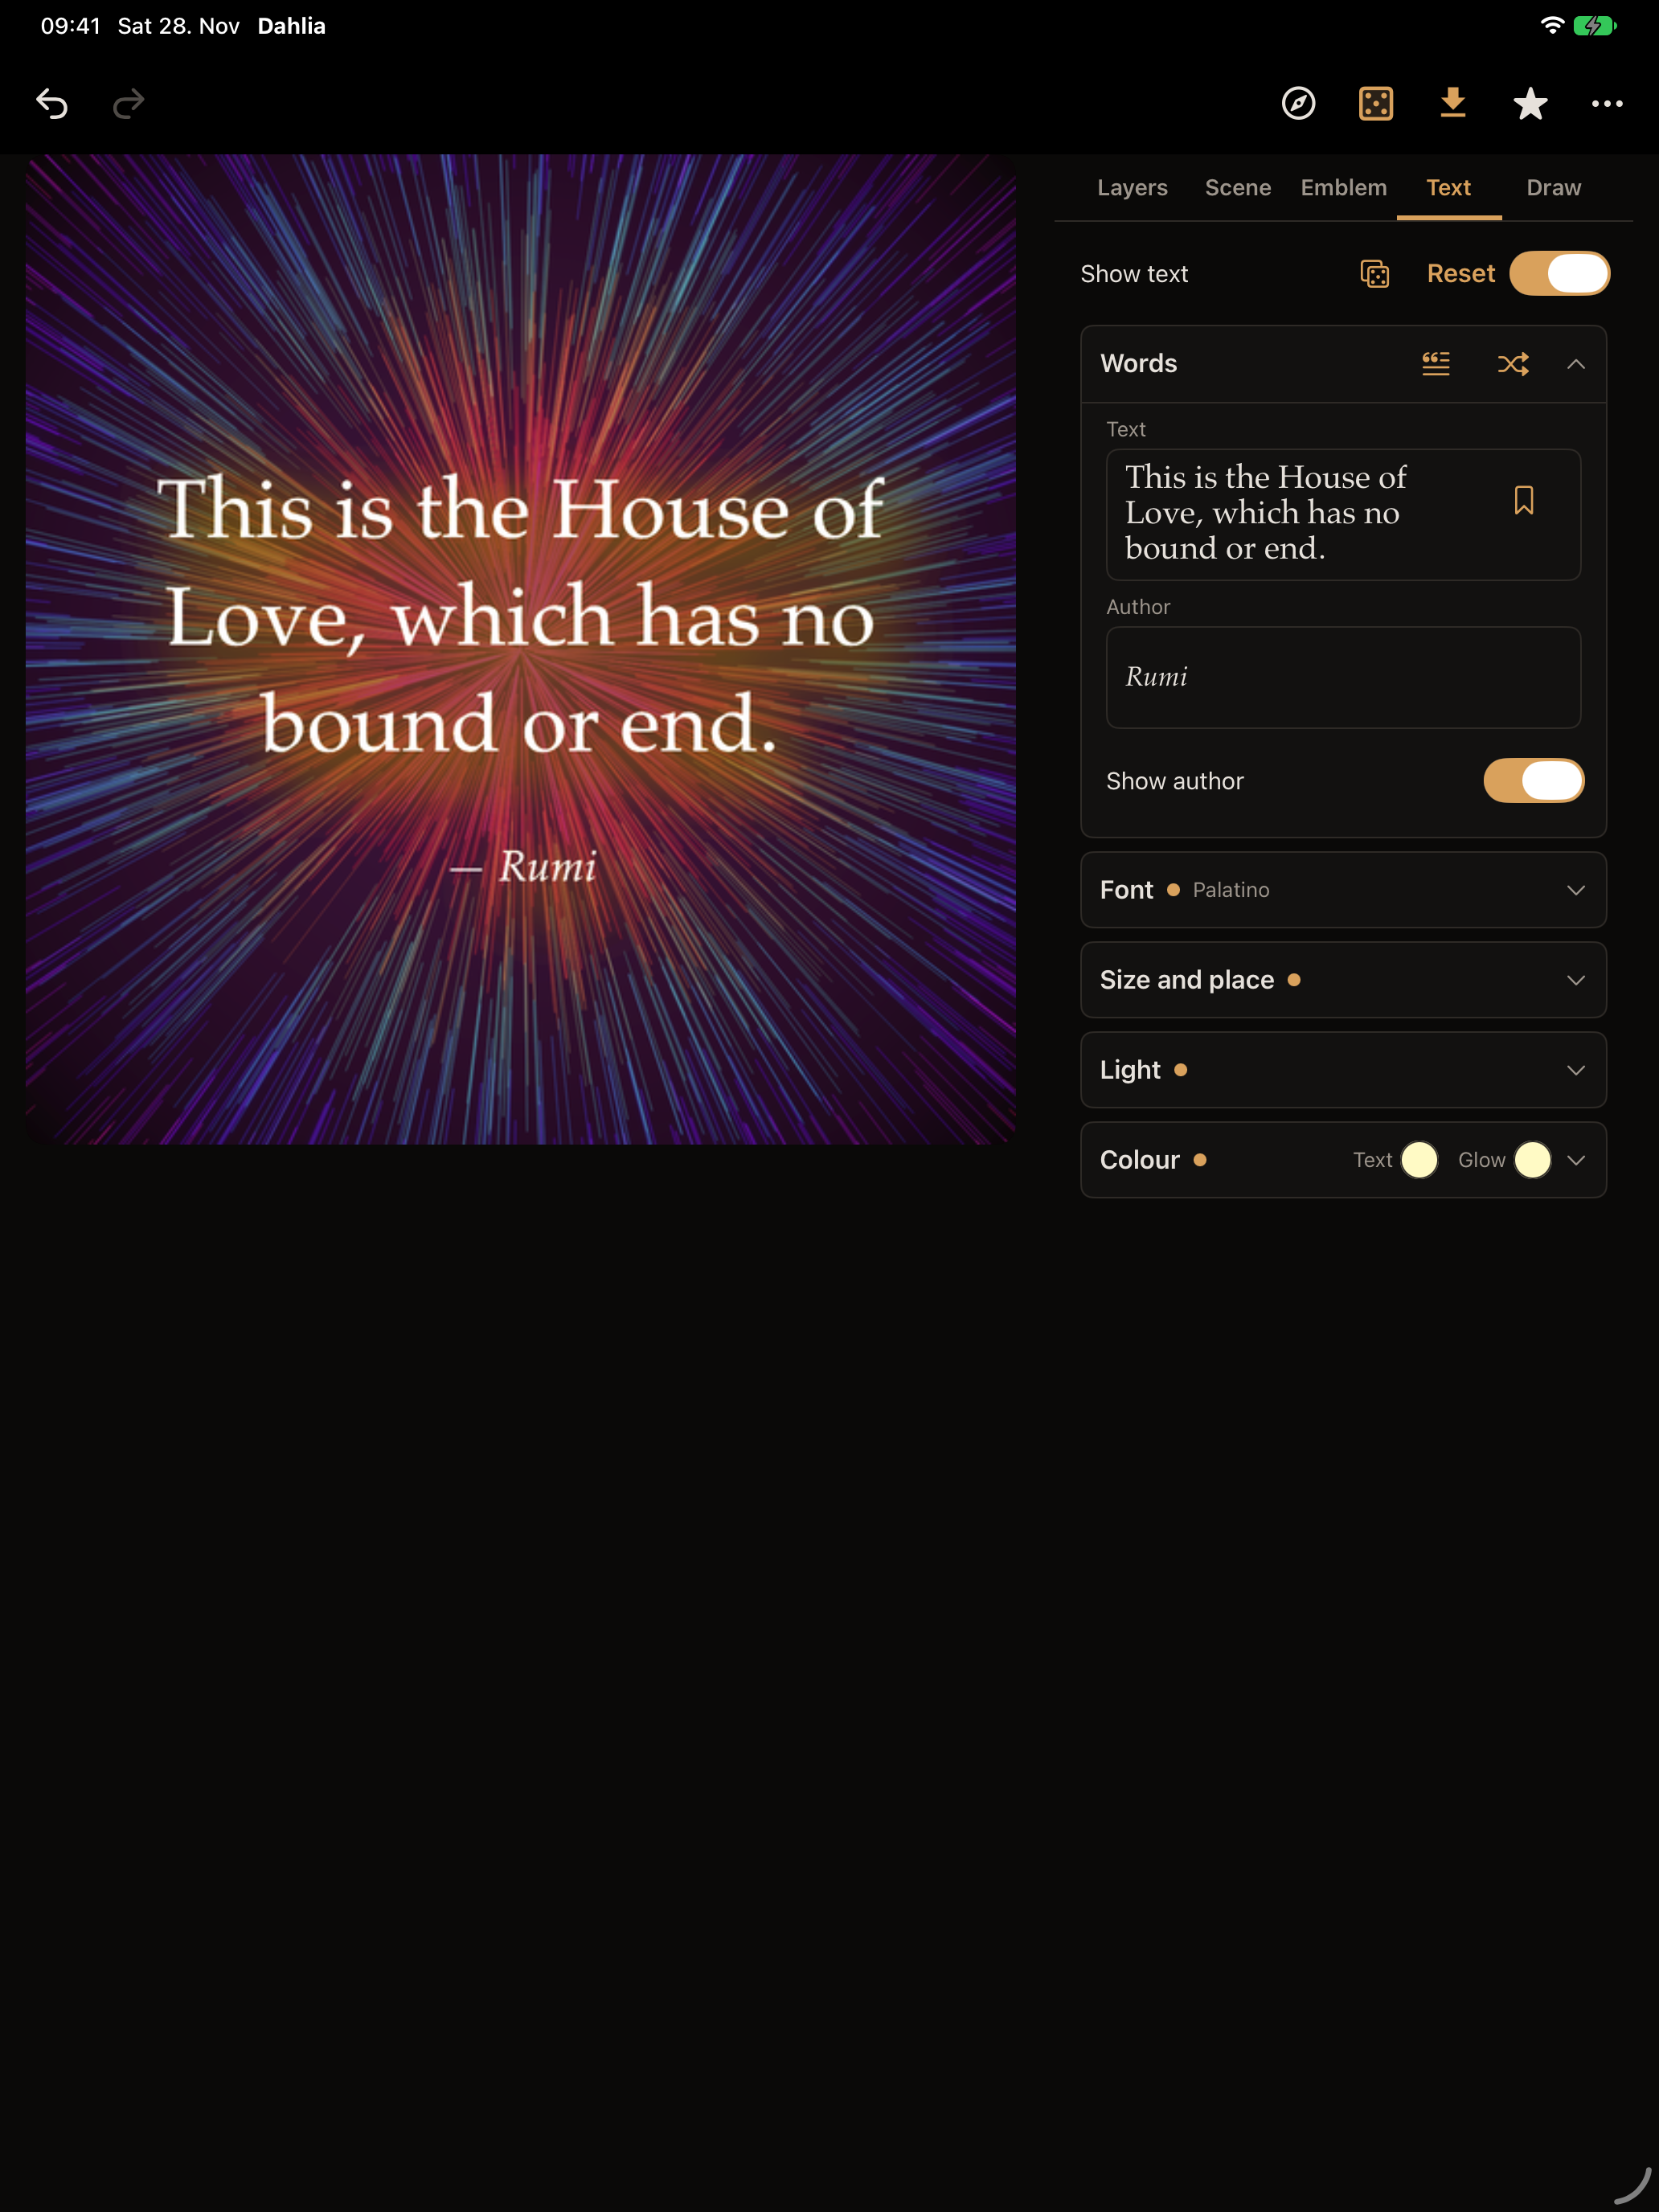 09:41 Sat 28. Nov Dahlia
Layers Scene Emblem Text Draw
Show text Reset
Words
Text
This is the House of
Love, which has no
bound or end.
Author
Rumi
Show author
Font Palatino
Size and place
Light
Colour Text Glow
This is the House of
Love, which has no
bound or end.
— Rumi